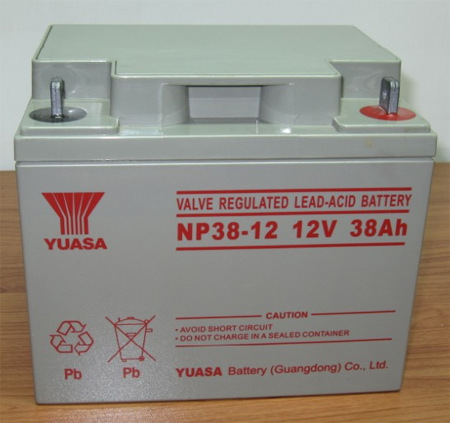 YUASA
VALVE REGULATED LEAD-ACID BATTERY
NP38-12 12V 38Ah
CAUTION
• AVOID SHORT CIRCUIT
• DO NOT CHARGE IN A SEALED CONTAINER
Pb
Pb
YUASA Battery (Guangdong) Co., Ltd.